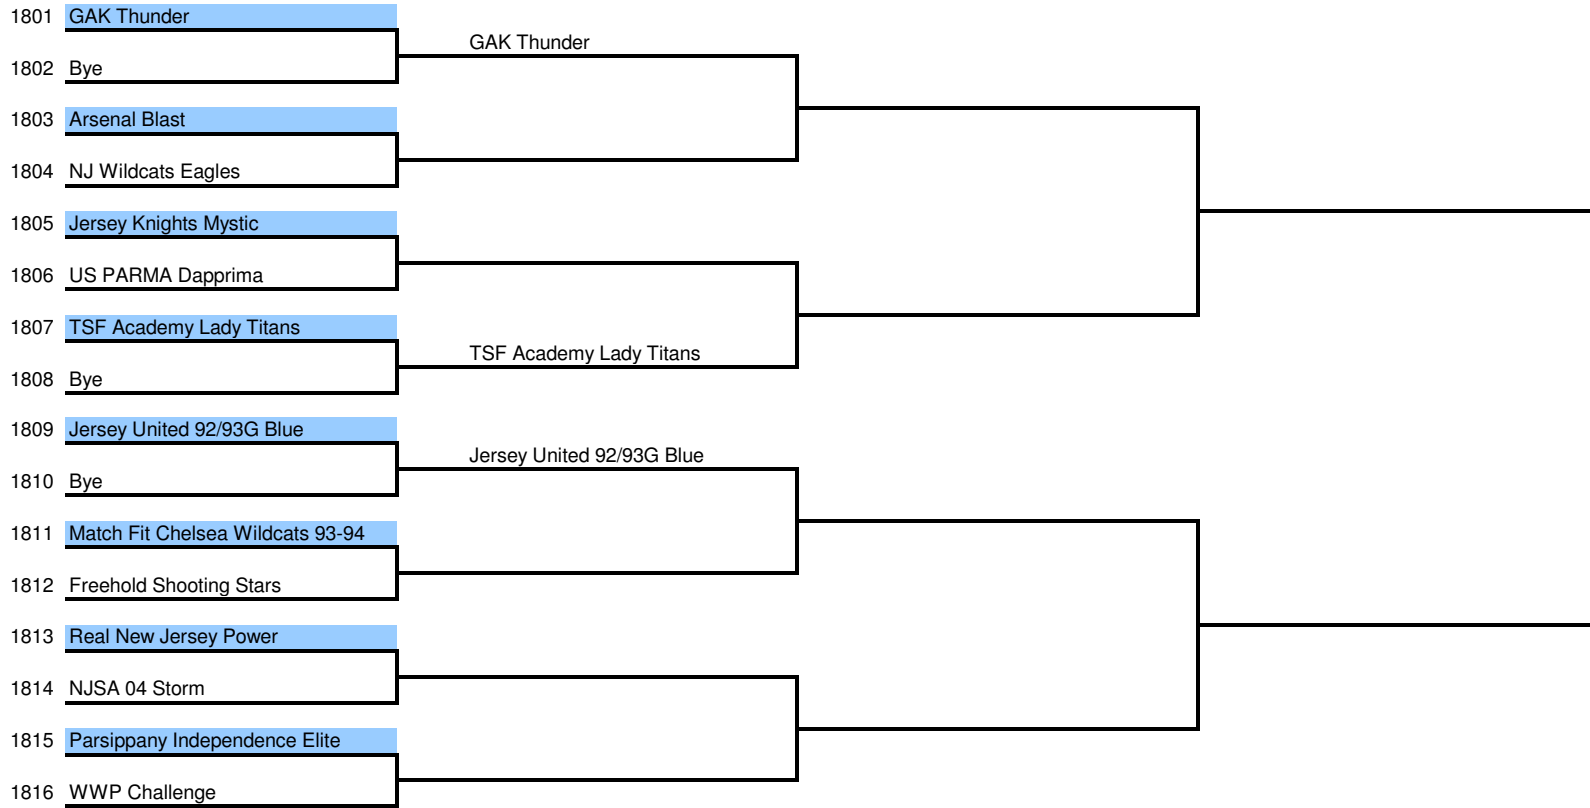 1801 GAK Thunder
GAK Thunder
1802 Bye
1803 Arsenal Blast
1804 NJ Wildcats Eagles
1805 Jersey Knights Mystic
1806 US PARMA Dapprima
1807 TSF Academy Lady Titans
TSF Academy Lady Titans
1808 Bye
1809 Jersey United 92/93G Blue
Jersey United 92/93G Blue
1810 Bye
1811 Match Fit Chelsea Wildcats 93-94
1812 Freehold Shooting Stars
1813 Real New Jersey Power
1814 NJSA 04 Storm
1815 Parsippany Independence Elite
1816 WWP Challenge